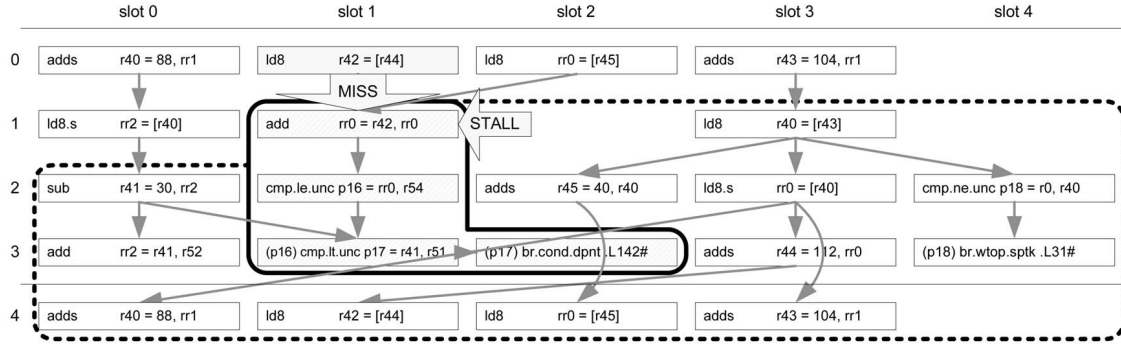 slot 0 slot 1 slot 2 slot 3 slot 4
0 adds r40 = 88, rr1 ld8 r42 = [r44] ld8 rr0 = [r45] adds r43 = 104, rr1
MISS
1 ld8.s rr2 = [r40] add rr0 = r42, rr0 STALL ld8 r40 = [r43]
2 sub r41 = 30, rr2 cmp.le.unc p16 = rr0, r54 adds r45 = 40, r40 ld8.s rr0 = [r40] cmp.ne.unc p18 = r0, r40
3 add rr2 = r41, r52 (p16) cmp.lt.unc p17 = r41, r51 (p17) br.cond.dpnt .L142# adds r44 = 112, rr0 (p18) br.wtop.sptk .L31#
4 adds r40 = 88, rr1 ld8 r42 = [r44] ld8 rr0 = [r45] adds r43 = 104, rr1